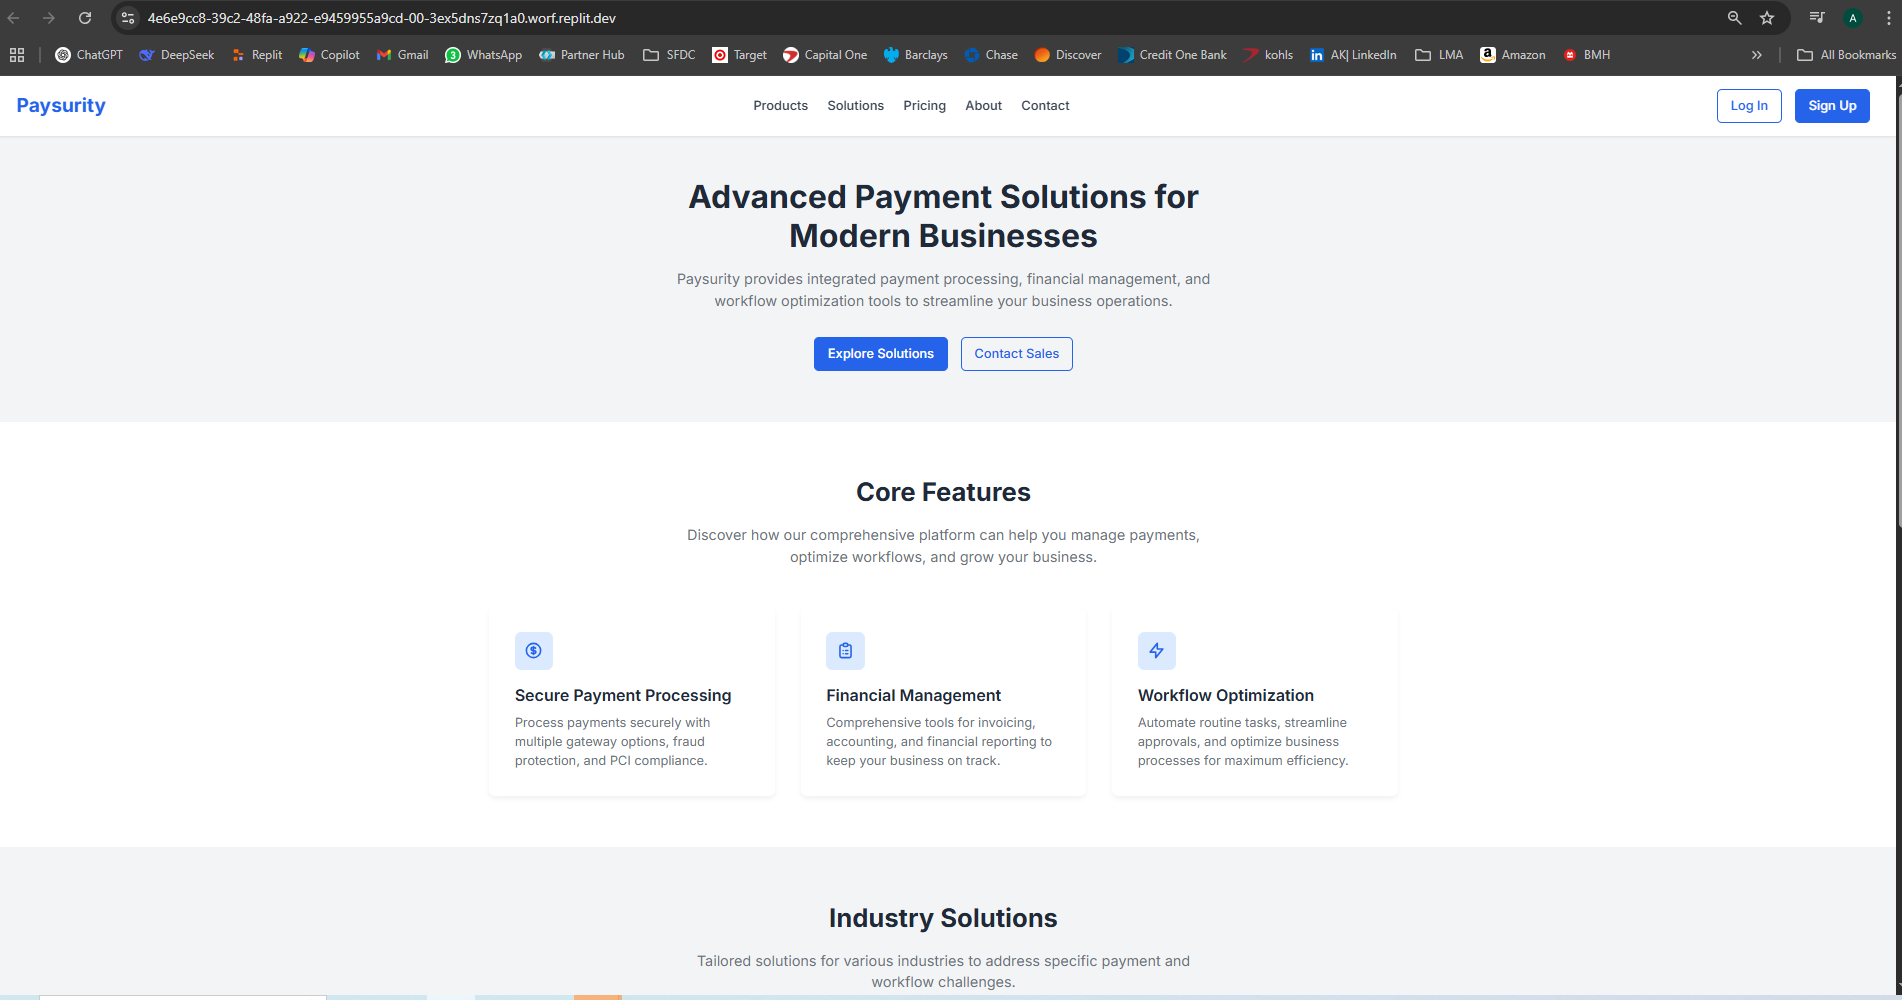 4e6e9cc8-39c2-48fa-a922-e9459955a9cd-00-3ex5dns7zq1a0.worf.replit.dev
A
ChatGPT DeepSeek Replit Copilot Gmail 3 WhatsApp Partner Hub SFDC Target Capital One Barclays Chase Discover Credit One Bank kohls in AK| LinkedIn LMA a Amazon BMH » All Bookmarks
Paysurity Products Solutions Pricing About Contact Log In Sign Up
Advanced Payment Solutions for
Modern Businesses
Paysurity provides integrated payment processing, financial management, and
workflow optimization tools to streamline your business operations.
Explore Solutions Contact Sales
Core Features
Discover how our comprehensive platform can help you manage payments,
optimize workflows, and grow your business.
Secure Payment Processing
Process payments securely with
multiple gateway options, fraud
protection, and PCI compliance.
Financial Management
Comprehensive tools for invoicing,
accounting, and financial reporting to
keep your business on track.
Workflow Optimization
Automate routine tasks, streamline
approvals, and optimize business
processes for maximum efficiency.
Industry Solutions
Tailored solutions for various industries to address specific payment and
workflow challenges.